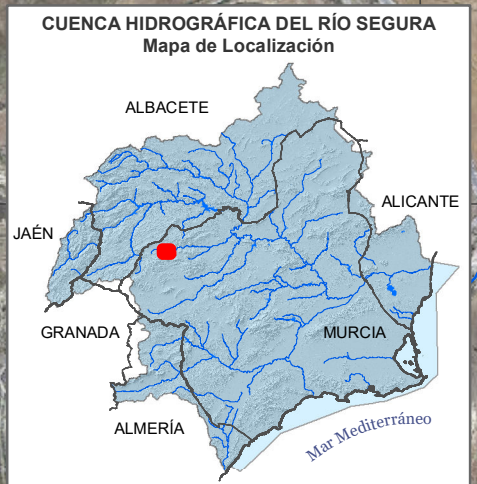 CUENCA HIDROGRÁFICA DEL RÍO SEGURA
Mapa de Localización
ALBACETE
ALICANTE
JAÉN
GRANADA
MURCIA
ALMERÍA
Mar Mediterráneo